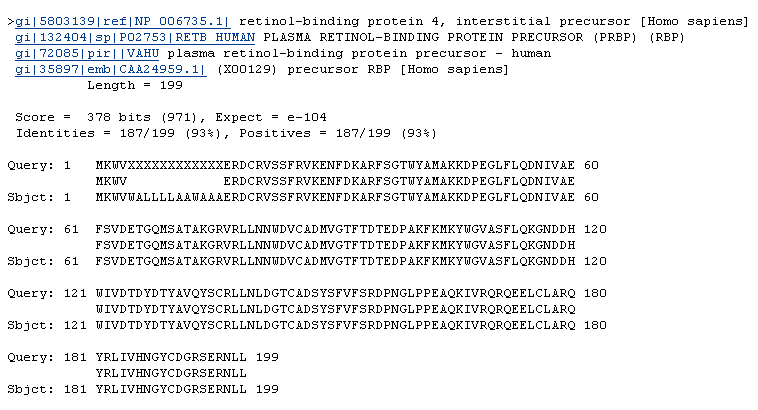 >gi|5803139|ref|NP_006735.1| retinol-binding protein 4, interstitial precursor [Homo sapiens]
gi|132404|sp|P02753|RETB_HUMAN PLASMA RETINOL-BINDING PROTEIN PRECURSOR (PRBP) (RBP)
gi|72085|pir||VAHU plasma retinol-binding protein precursor - human
gi|35897|emb|CAA24959.1| (X00129) precursor RBP [Homo sapiens]
Length = 199
Score = 378 bits (971), Expect = e-104
Identities = 187/199 (93%), Positives = 187/199 (93%)
Query: 1 MKWVXXXXXXXXXXXXERDCRVSSFRVKENFDKARFSGTWYAMAKKDPEGLFLQDNIVAE 60
MKWV ERDCRVSSFRVKENFDKARFSGTWYAMAKKDPEGLFLQDNIVAE
Sbjct: 1 MKWVWALLLLAAWAAAERDCRVSSFRVKENFDKARFSGTWYAMAKKDPEGLFLQDNIVAE 60
Query: 61 FSVDETGQMSATAKGRVRLLNNWDVCADMVGTFTDTEDPAKFKMKYWGVASFLQKGNDDH 120
FSVDETGQMSATAKGRVRLLNNWDVCADMVGTFTDTEDPAKFKMKYWGVASFLQKGNDDH
Sbjct: 61 FSVDETGQMSATAKGRVRLLNNWDVCADMVGTFTDTEDPAKFKMKYWGVASFLQKGNDDH 120
Query: 121 WIVDTDYDTYAVQYSCRLLNLDGTCADSYSFVFSRDPNGLPPEAQKIVRQRQEELCLARQ 180
WIVDTDYDTYAVQYSCRLLNLDGTCADSYSFVFSRDPNGLPPEAQKIVRQRQEELCLARQ
Sbjct: 121 WIVDTDYDTYAVQYSCRLLNLDGTCADSYSFVFSRDPNGLPPEAQKIVRQRQEELCLARQ 180
Query: 181 YRLIVHNGYCDGRSERNLL 199
YRLIVHNGYCDGRSERNLL
Sbjct: 181 YRLIVHNGYCDGRSERNLL 199